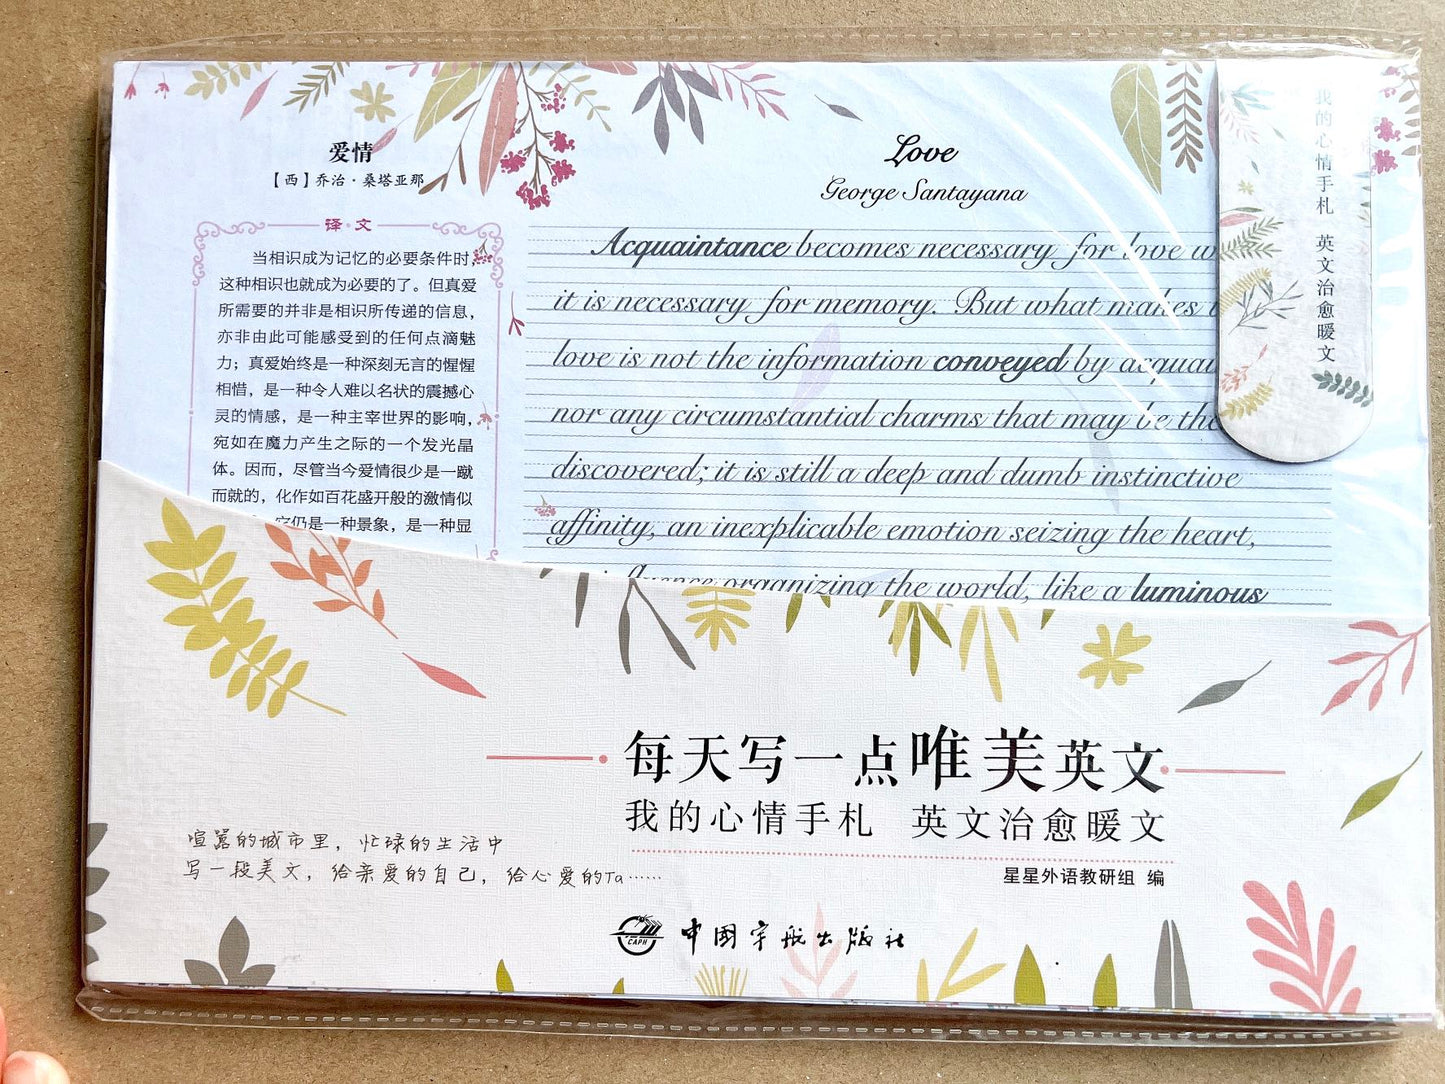 爱情
【西】乔治·桑塔亚那
译·文
当相识成为记忆的必要条件时，
这种相识也就成为必要的了。但真爱
所需要的并非是相识所传递的信息，
亦非由此可能感受到的任何点滴魅
力；真爱始终是一种深刻无言的惺惺
相惜，是一种令人难以名状的震撼心
灵的情感，是一种主宰世界的影响，
宛如在魔力产生之际的一个发光晶
体。因而，尽管当今爱情很少是一蹴
而就的，化作如百花盛开般的激情似
它仍是一种景象，是一种显
Love
George Santayana
Acquaintance becomes necessary for love
it is necessary for memory. But what makes
love is not the information conveyed by
nor any circumstantial charms that may be
discovered; it is still a deep and dumb instinctive
affinity, an inexplicable emotion seizing the heart,
organizing the world, like a luminous
我的心情手札 英文治愈暖文
每天写一点唯美英文
我的心情手札 英文治愈暖文
喧嚣的城市里，忙碌的生活中
写一段美文，给亲爱的自己，给心爱的Ta……
星星外语教研组 编
CAPH 中国宇航出版社